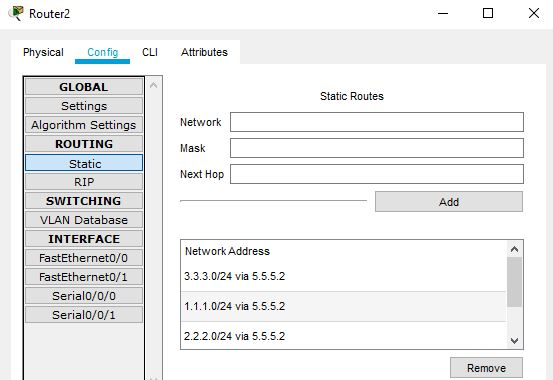 Router2
Physical Config CLI Attributes
GLOBAL
Settings
Algorithm Settings
ROUTING
Static
RIP
SWITCHING
VLAN Database
INTERFACE
FastEthernet0/0
FastEthernet0/1
Serial0/0/0
Serial0/0/1
Static Routes
Network
Mask
Next Hop
Add
Network Address
3.3.3.0/24 via 5.5.5.2
1.1.1.0/24 via 5.5.5.2
2.2.2.0/24 via 5.5.5.2
Remove